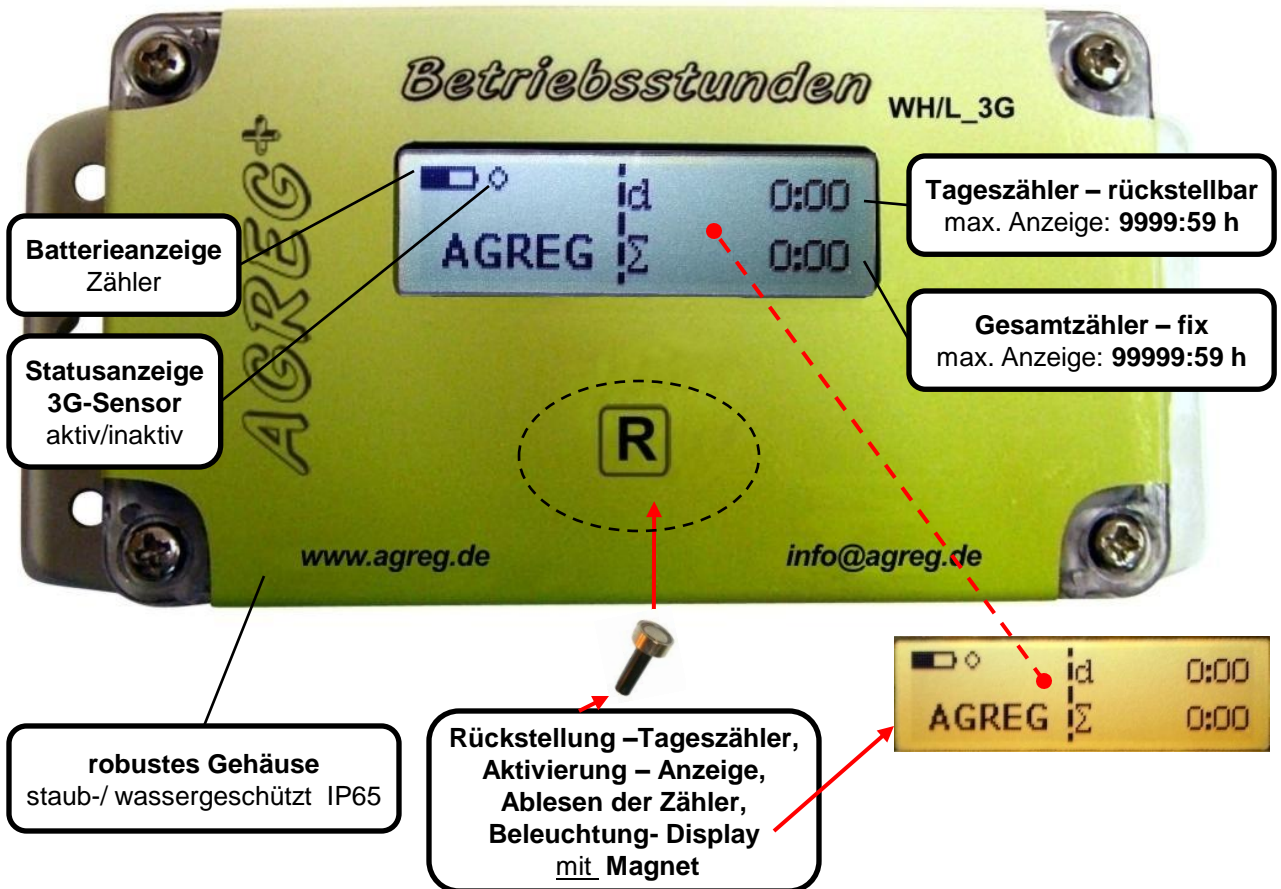 Betriebsstunden
WH/L_3G
AGREG+
d 0:00
AGREG Σ 0:00
R
www.agreg.de
info@agreg.de
Batterieanzeige
Zähler
Statusanzeige
3G-Sensor
aktiv/inaktiv
Tageszähler – rückstellbar
max. Anzeige: 9999:59 h
Gesamtzähler – fix
max. Anzeige: 99999:59 h
robustes Gehäuse
staub-/ wassergeschützt IP65
Rückstellung –Tageszähler,
Aktivierung – Anzeige,
Ablesen der Zähler,
Beleuchtung- Display
mit Magnet
d 0:00
AGREG Σ 0:00